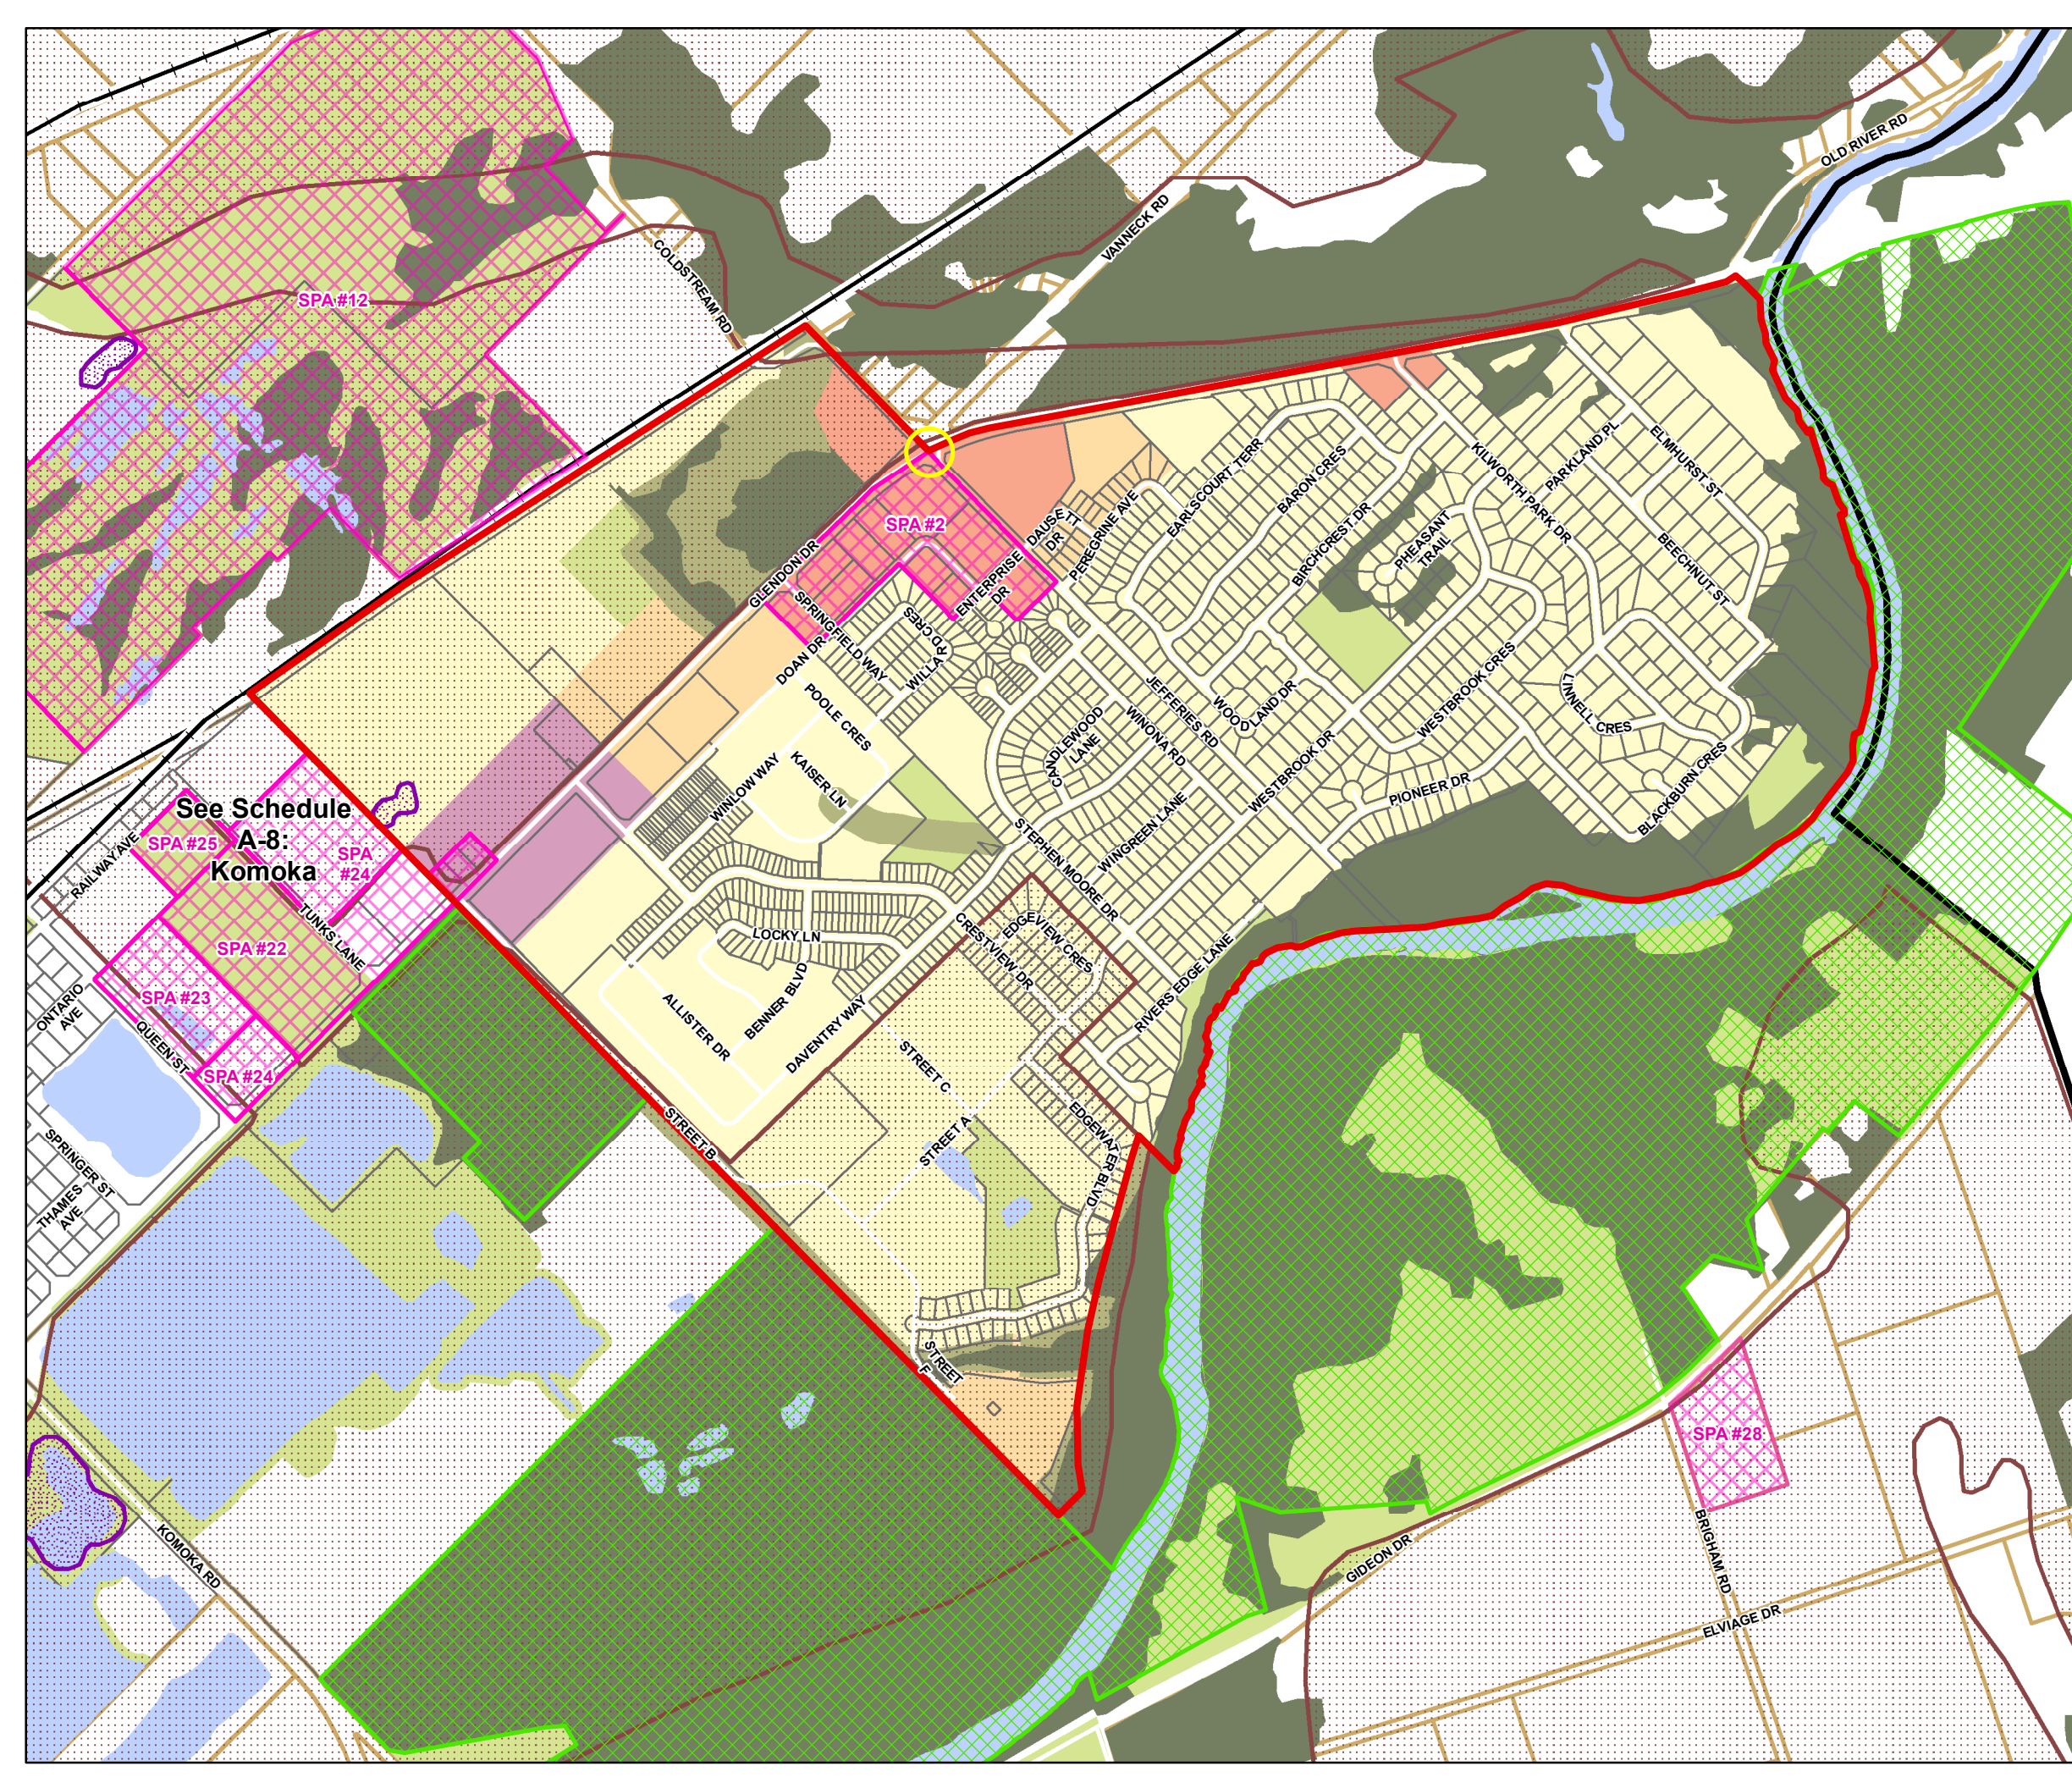 OLD RIVER RD
VANNECK RD
COLDSTREAM RD
SPA #12
ELMHURST ST
PARKLAND PL
KILWORTH PARK DR
EARLSCOURT TERR
BARON CRES
BIRCHCREST DR
PHEASANT
TRAIL
BEECHNUT ST
SPA #2
DAUSETT
DR
PEREGRINE AVE
ENTERPRISE
DR
GLENDON DR
SPRINGFIELD WAY
WILLARD CRES
DOAN DR
POOLE CRES
JEFFERIES RD
WOODLAND DR
WESTBROOK CRES
LINNELL CRES
CANDLEWOOD
LANE
WINONA RD
WESTBROOK DR
WINLOW WAY
KAISER LN
PIONEER DR
BLACKBURN CRES
See Schedule
A-8:
Komoka
SPA #25
SPA
#24
RAILWAY AVE
STEPHEN MOORE DR
WINGREEN LANE
TUNKS LANE
SPA #22
LOCKY LN
CRESTVIEW DR
EDGEVIEW CRES
RIVERS EDGE LANE
SPA #23
ONTARIO
AVE
QUEEN ST
SPA #24
ALLISTER DR
BENNER BLVD
DAVENTRY WAY
STREET C
STREET A
STREET B
EDGEWATER BLVD
SPRINGER ST
THAMES
AVE
STREET
F
SPA #28
KOMOKA RD
GIDEON DR
BRIGHAM RD
ELVIAGE DR